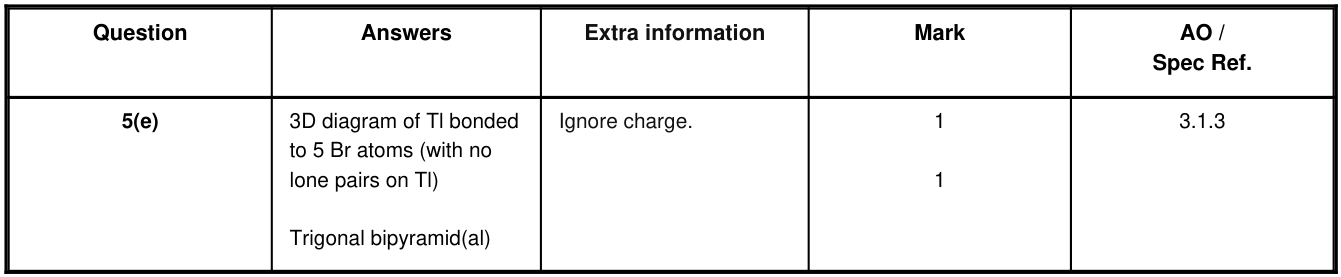 Question Answers Extra information Mark AO /
Spec Ref.
5(e) 3D diagram of Tl bonded Ignore charge. 1 3.1.3
to 5 Br atoms (with no
lone pairs on Tl) 1
Trigonal bipyramid(al)